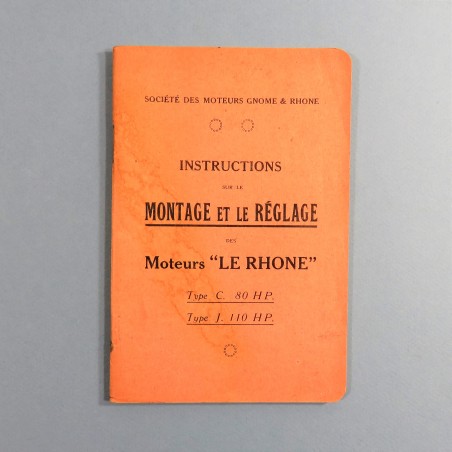 SOCIÉTÉ DES MOTEURS GNOME & RHONE
INSTRUCTIONS
SUR LE
MONTAGE ET LE RÉGLAGE
DES
Moteurs "LE RHONE"
Type C. 80 HP.
Type J. 110 HP.